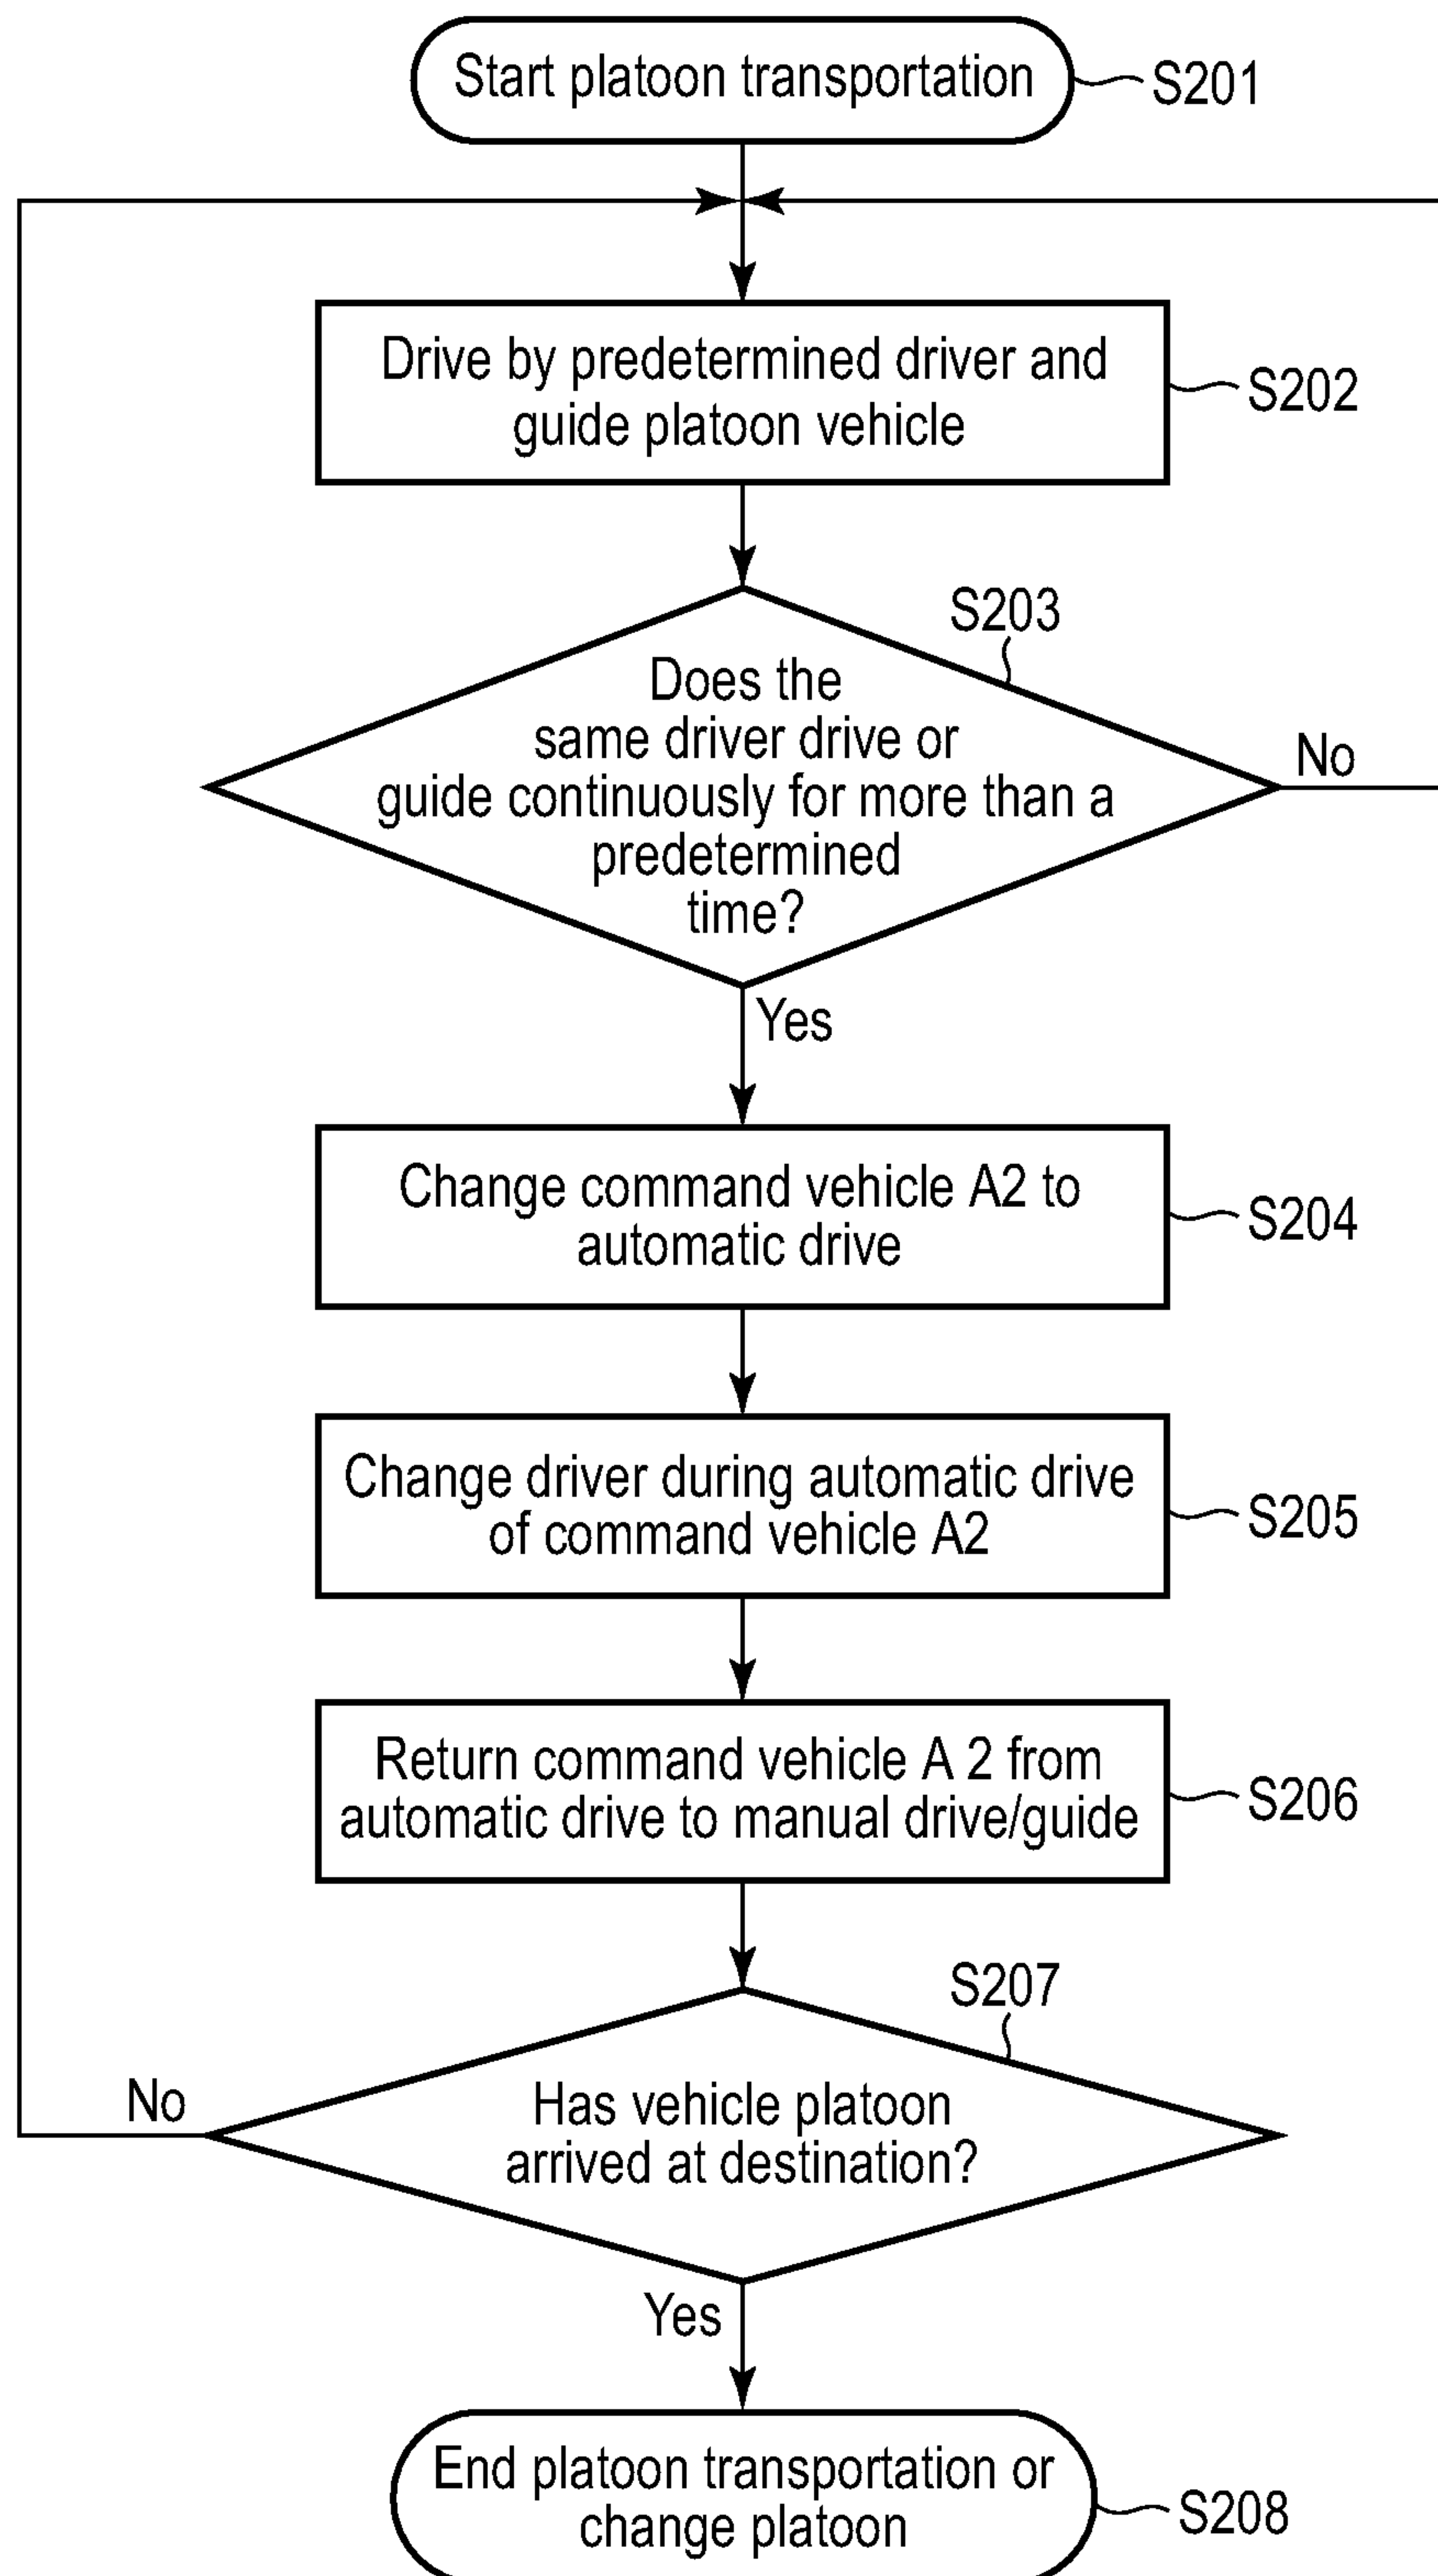 Start platoon transportation
S201
Drive by predetermined driver and
guide platoon vehicle
S202
S203
Does the
same driver drive or
guide continuously for more than a
predetermined
time?
No
Yes
Change command vehicle A2 to
automatic drive
S204
Change driver during automatic drive
of command vehicle A2
S205
Return command vehicle A 2 from
automatic drive to manual drive/guide
S206
S207
Has vehicle platoon
arrived at destination?
No
Yes
End platoon transportation or
change platoon
S208